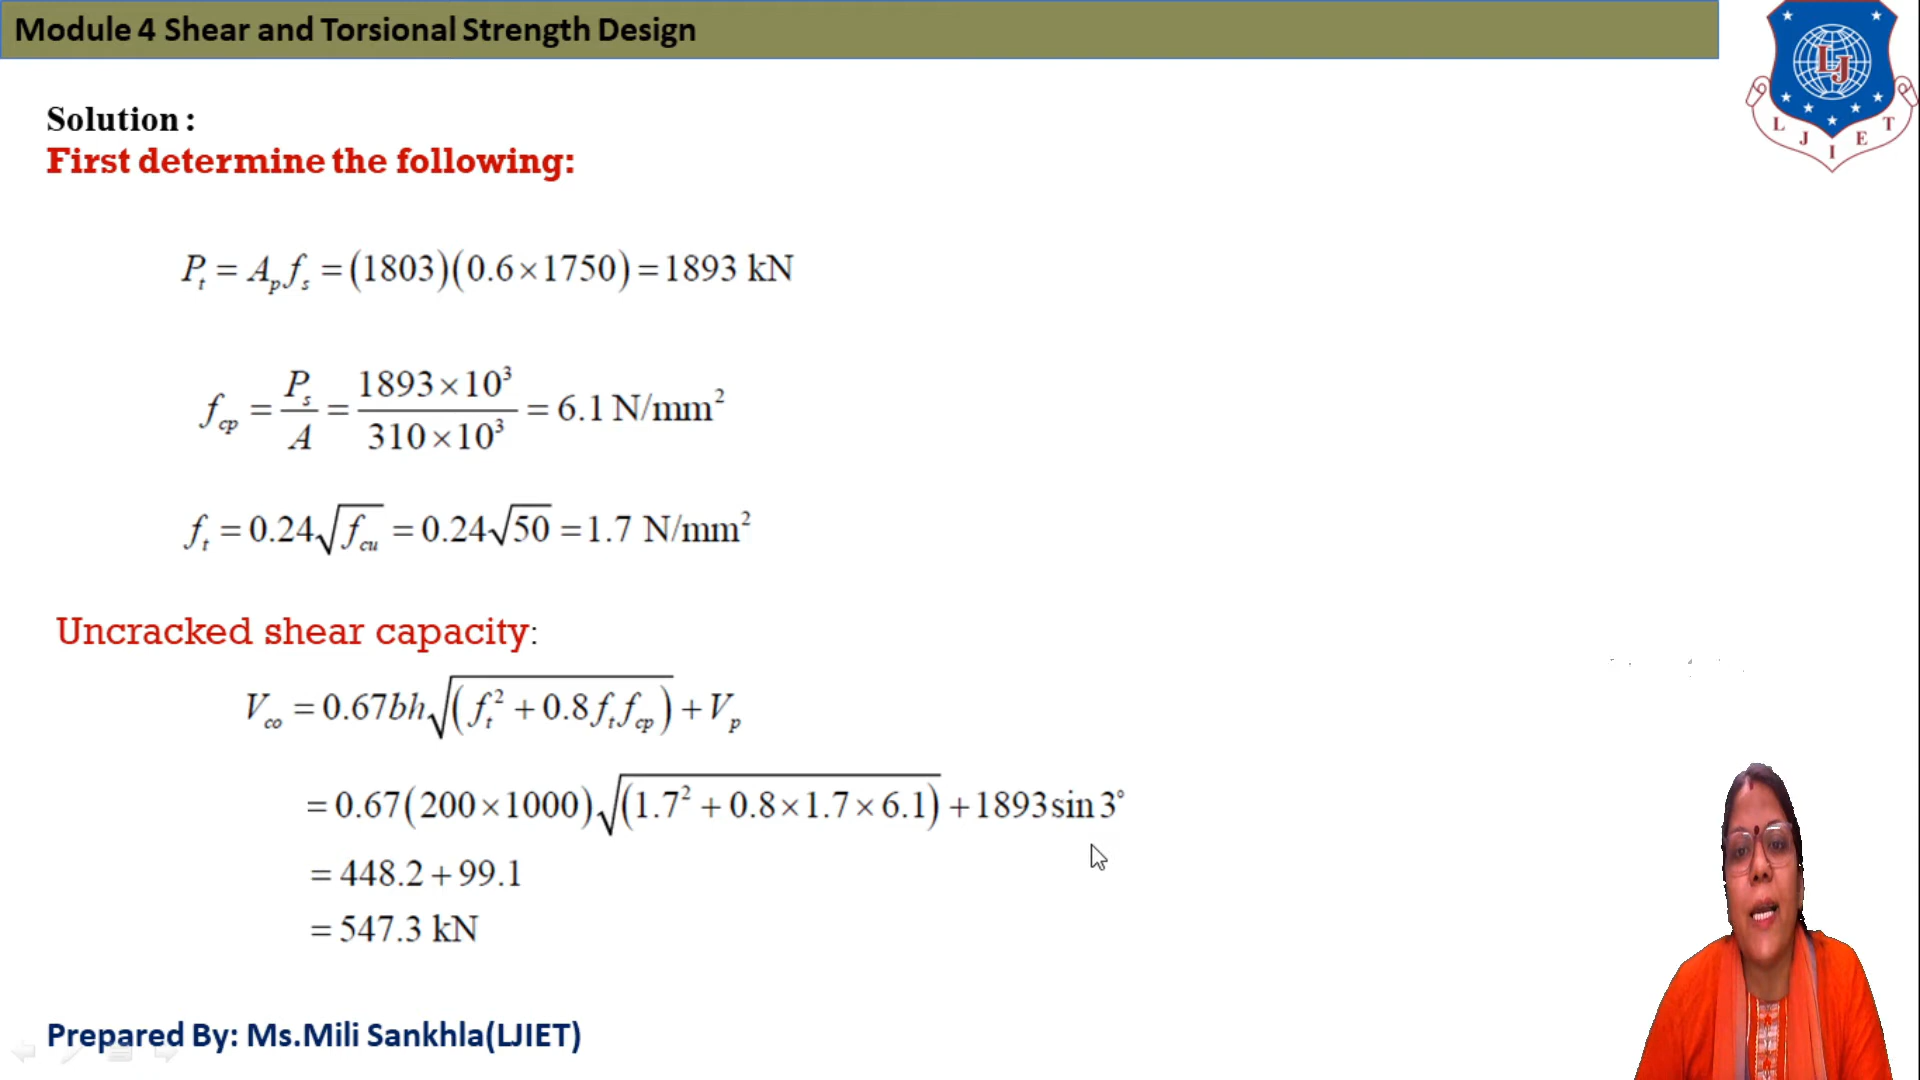 Module 4 Shear and Torsional Strength Design
L J I E T
LJ
Solution :
First determine the following:
P_t = A_p f_s = (1803)(0.6×1750) = 1893 kN
f_cp = P_s / A = 1893×10³ / 310×10³ = 6.1 N/mm²
f_t = 0.24√f_cu = 0.24√50 = 1.7 N/mm²
Uncracked shear capacity:
V_co = 0.67bh√(f_t² + 0.8 f_t f_cp) + V_p
= 0.67(200×1000)√(1.7² + 0.8×1.7×6.1) + 1893 sin 3°
= 448.2 + 99.1
= 547.3 kN
Prepared By: Ms.Mili Sankhla(LJIET)